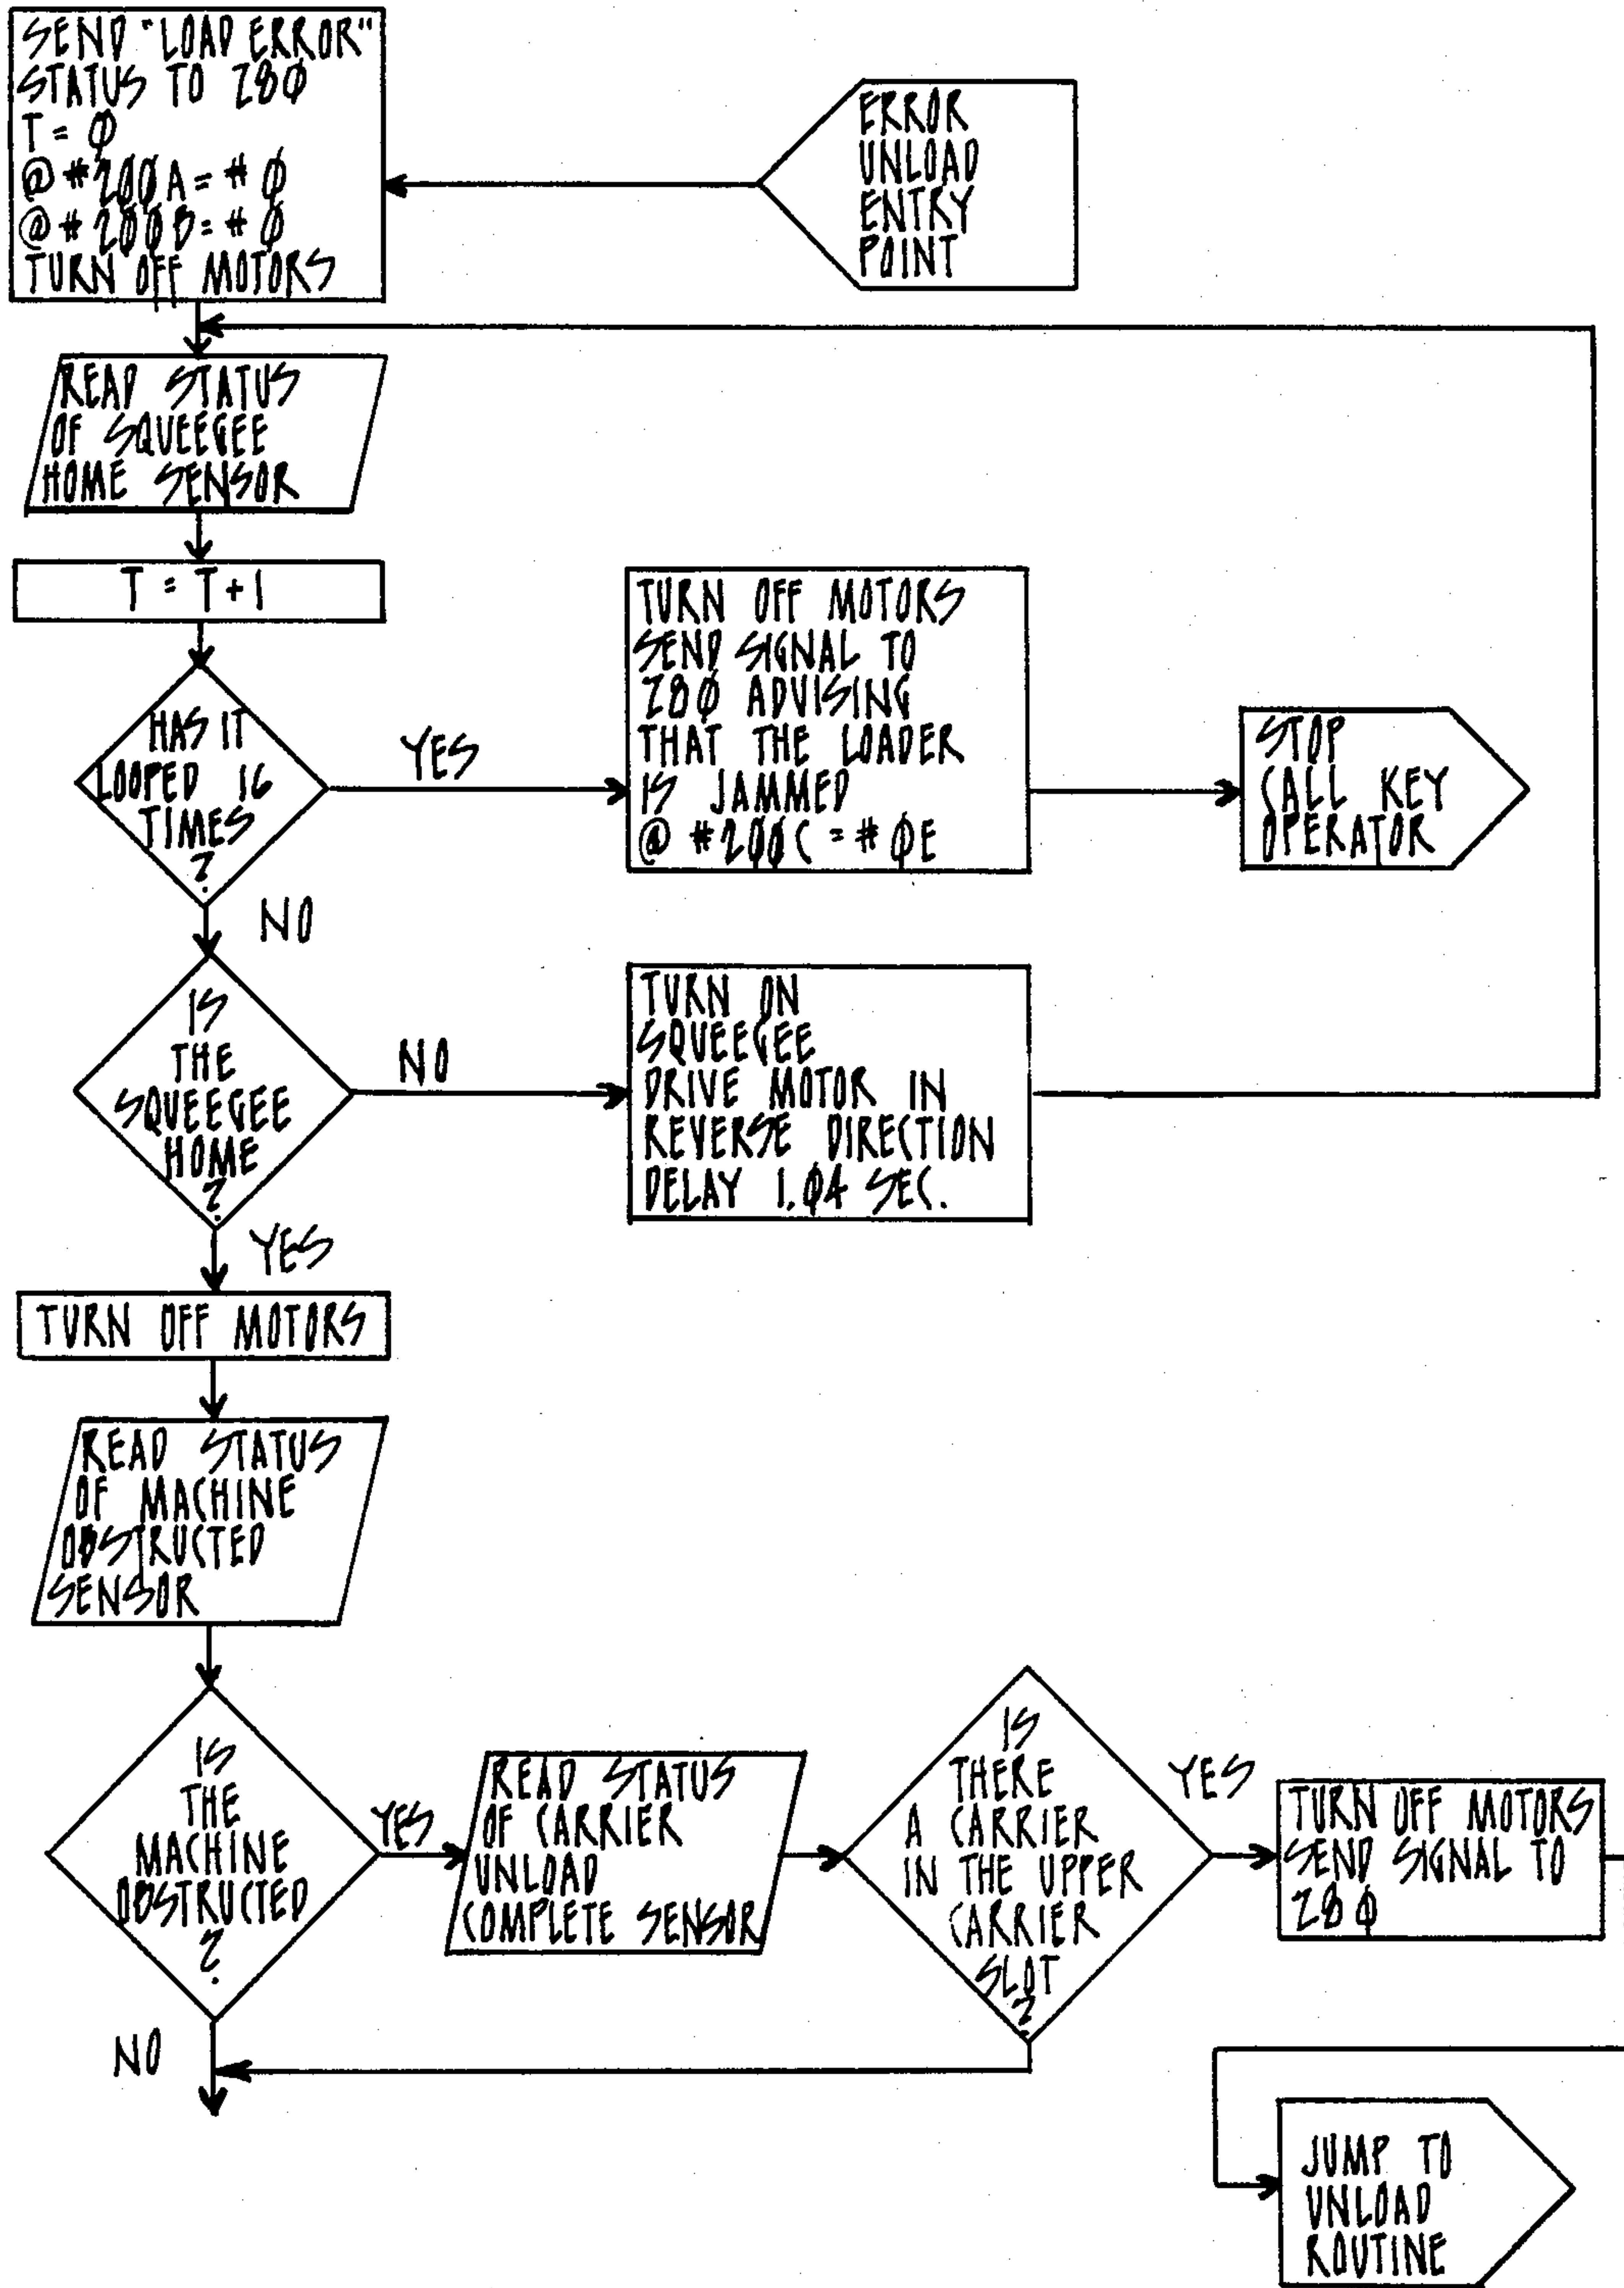 SEND "LOAD ERROR"
STATUS TO Z8Ø
T = Ø
@ #2ØØA = # Ø
@ #2ØØB = # Ø
TURN OFF MOTORS
ERROR
UNLOAD
ENTRY
POINT
READ STATUS
OF SQUEEGEE
HOME SENSOR
T = T + 1
HAS IT
LOOPED 16
TIMES
?
YES
TURN OFF MOTORS
SEND SIGNAL TO
Z8Ø ADVISING
THAT THE LOADER
IS JAMMED
@ #2ØØC = # ØE
STOP
CALL KEY
OPERATOR
NO
IS
THE
SQUEEGEE
HOME
?
NO
TURN ON
SQUEEGEE
DRIVE MOTOR IN
REVERSE DIRECTION
DELAY 1.Ø4 SEC.
YES
TURN OFF MOTORS
READ STATUS
OF MACHINE
OBSTRUCTED
SENSOR
IS
THE
MACHINE
OBSTRUCTED
?
YES
READ STATUS
OF CARRIER
UNLOAD
COMPLETE SENSOR
IS
THERE
A CARRIER
IN THE UPPER
CARRIER
SLOT
?
YES
TURN OFF MOTORS
SEND SIGNAL TO
Z8Ø
NO
JUMP TO
UNLOAD
ROUTINE